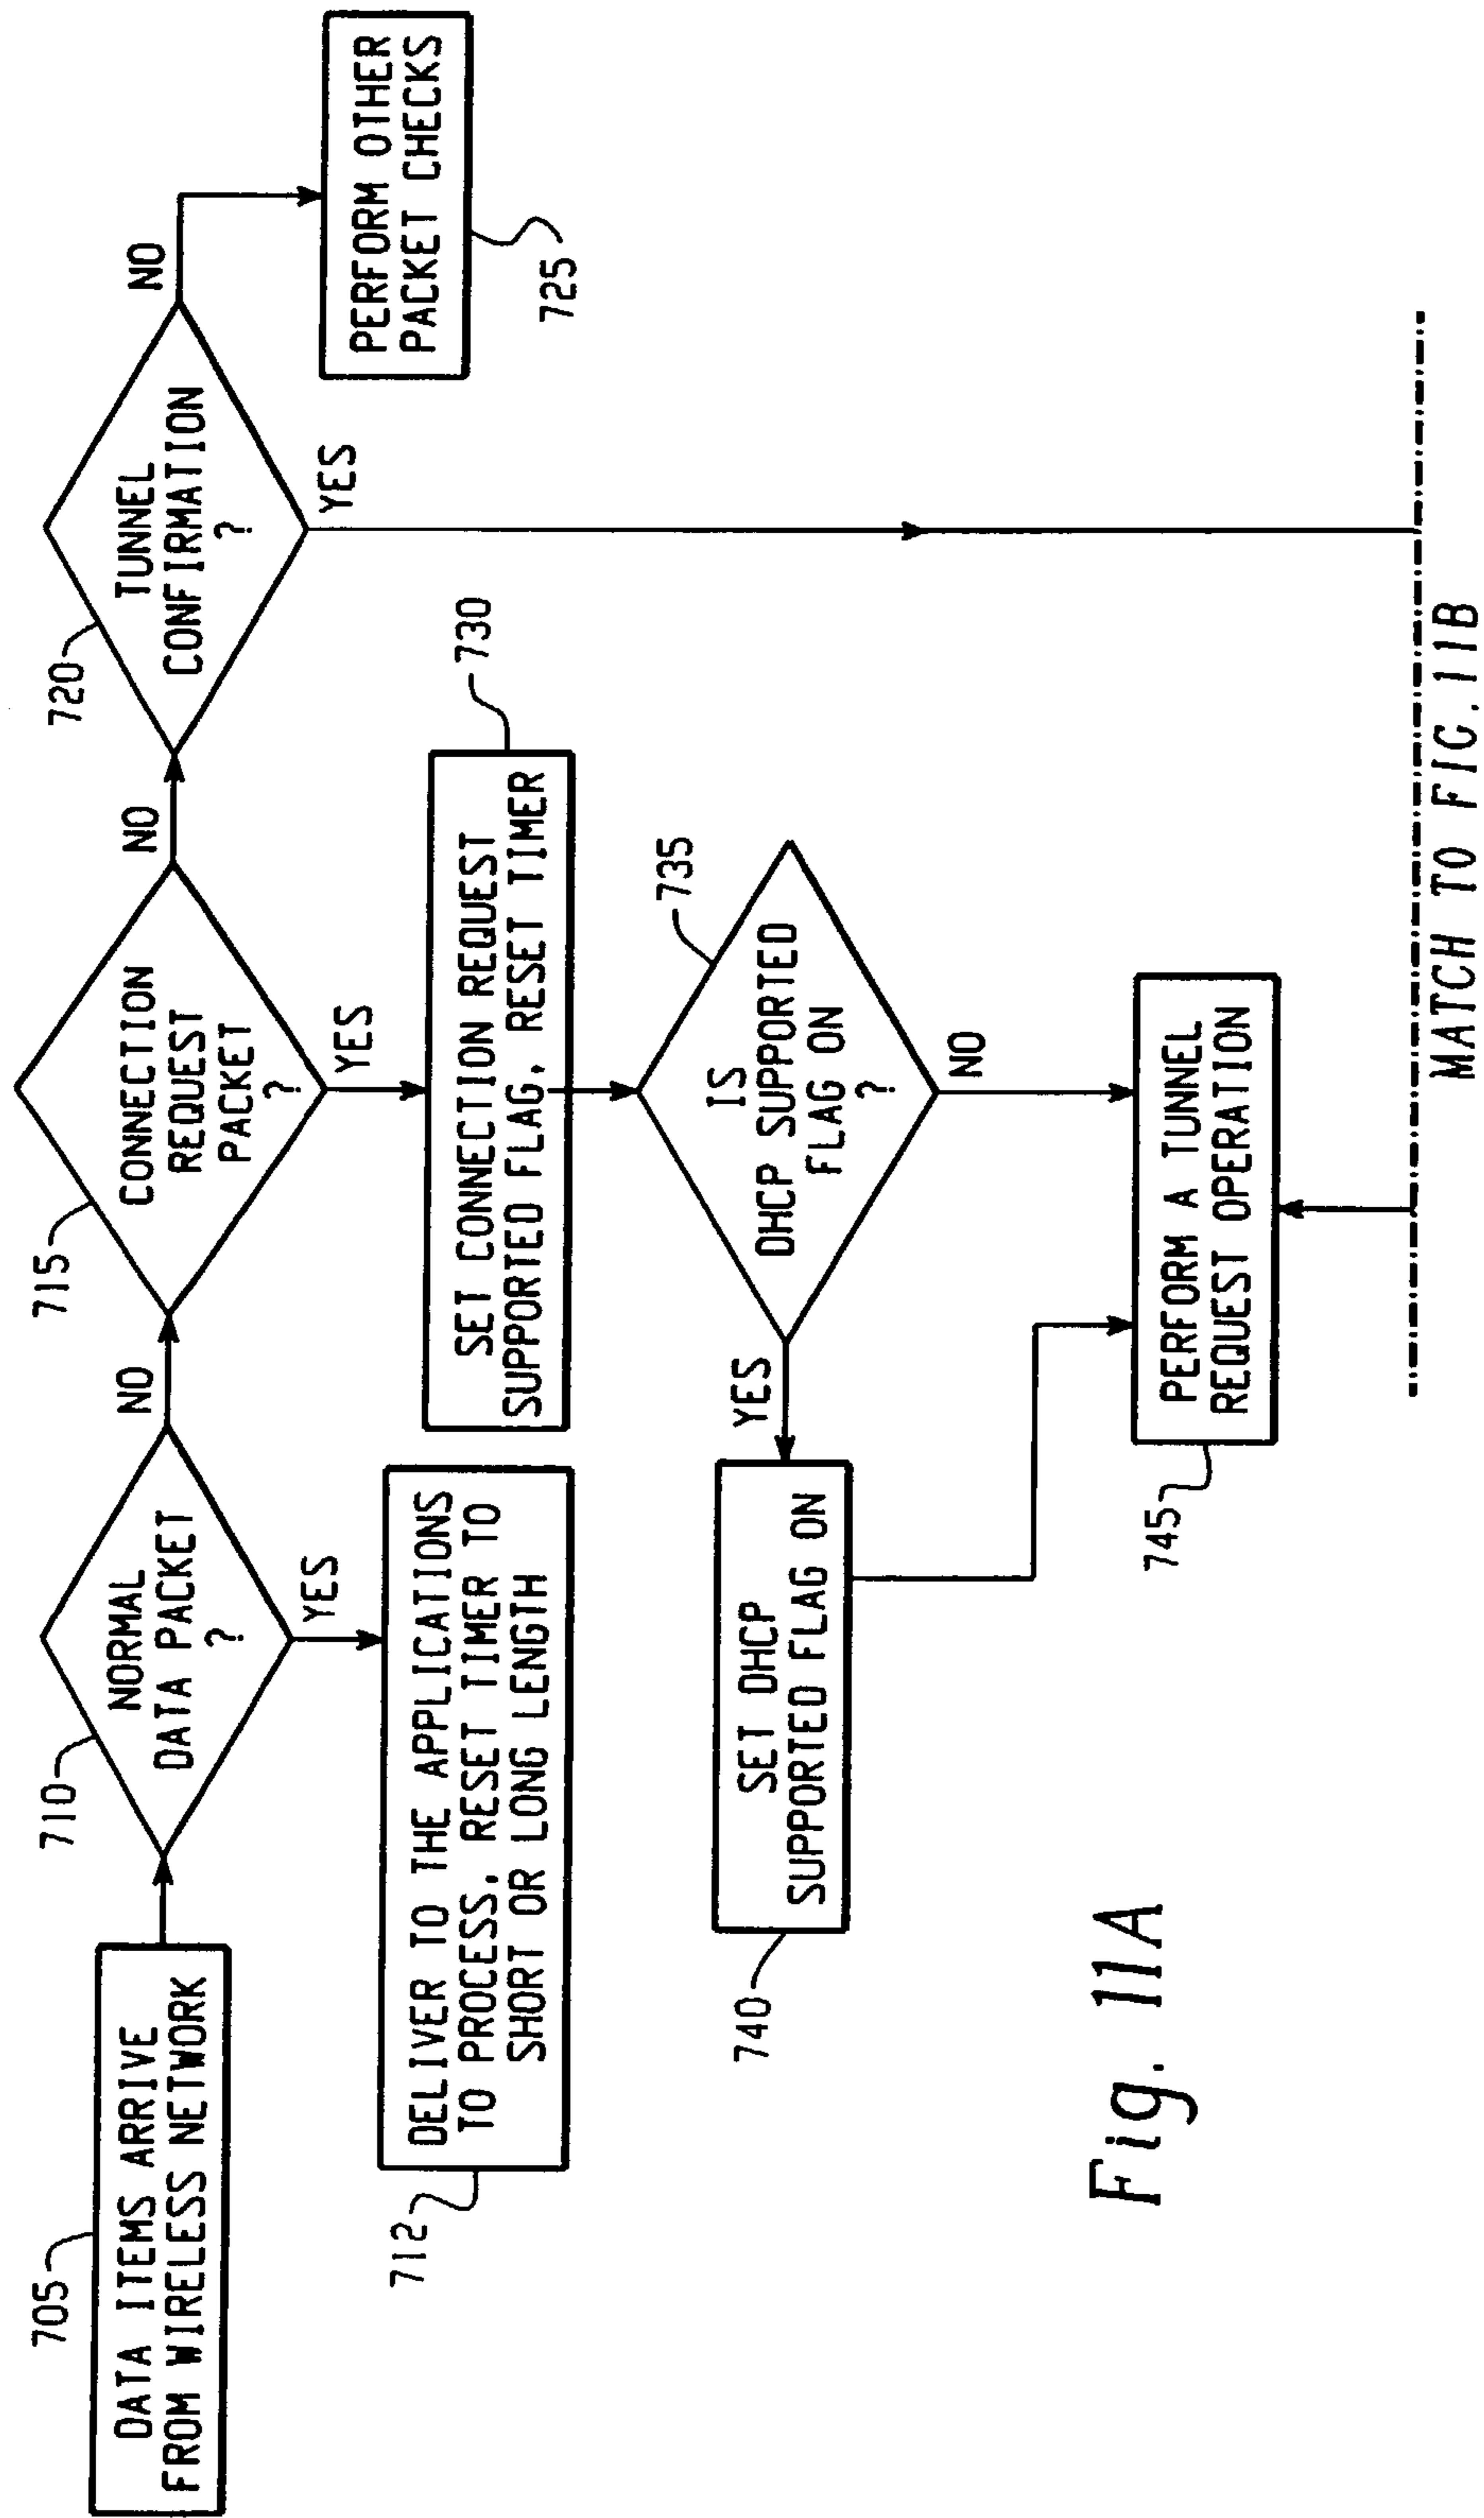 705
DATA ITEMS ARRIVE
FROM WIRELESS NETWORK
710
NORMAL
DATA PACKET
?
NO
YES
712
DELIVER TO THE APPLICATIONS
TO PROCESS. RESET TIMER TO
SHORT OR LONG LENGTH
715
CONNECTION
REQUEST
PACKET
?
NO
YES
720
TUNNEL
CONFIRMATION
?
NO
YES
PERFORM OTHER
PACKET CHECKS
725
730
SET CONNECTION REQUEST
SUPPORTED FLAG, RESET TIMER
735
IS
DHCP SUPPORTED
FLAG ON
?
YES
NO
740
SET DHCP
SUPPORTED FLAG ON
745
PERFORM A TUNNEL
REQUEST OPERATION
MATCH TO FIG.11B
Fig. 11A